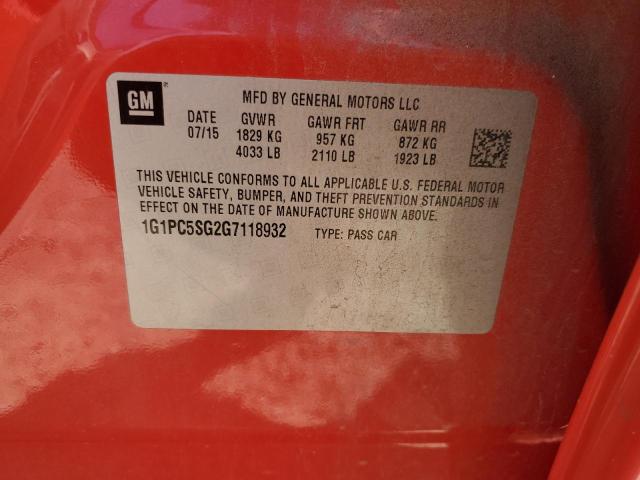 GM
MFD BY GENERAL MOTORS LLC
DATE GVWR GAWR FRT GAWR RR
07/15 1829 KG 957 KG 872 KG
4033 LB 2110 LB 1923 LB
THIS VEHICLE CONFORMS TO ALL APPLICABLE U.S. FEDERAL MOTOR
VEHICLE SAFETY, BUMPER, AND THEFT PREVENTION STANDARDS IN
EFFECT ON THE DATE OF MANUFACTURE SHOWN ABOVE.
1G1PC5SG2G7118932 TYPE: PASS CAR